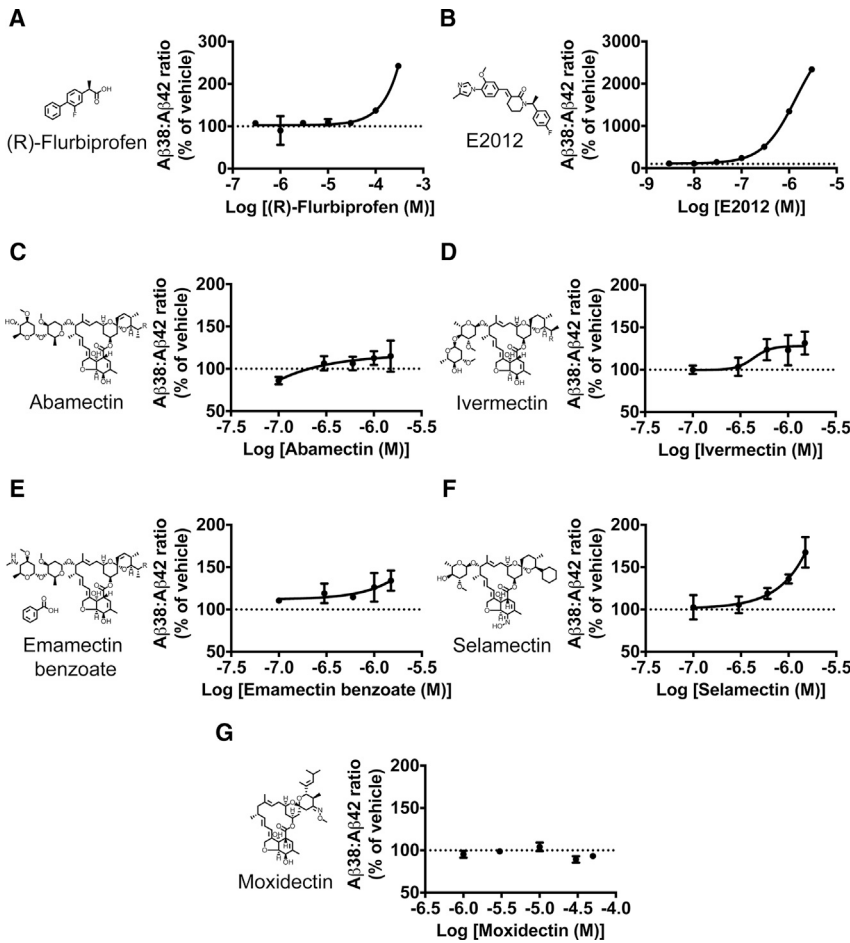 A
Aβ38:Aβ42 ratio
(% of vehicle)
300
200
100
0
-7 -6 -5 -4 -3
Log [(R)-Flurbiprofen (M)]
(R)-Flurbiprofen
B
Aβ38:Aβ42 ratio
(% of vehicle)
3000
2000
1000
0
-9 -8 -7 -6 -5
Log [E2012 (M)]
E2012
C
Aβ38:Aβ42 ratio
(% of vehicle)
200
150
100
50
-7.5 -7.0 -6.5 -6.0 -5.5
Log [Abamectin (M)]
Abamectin
D
Aβ38:Aβ42 ratio
(% of vehicle)
200
150
100
50
-7.5 -7.0 -6.5 -6.0 -5.5
Log [Ivermectin (M)]
Ivermectin
E
Aβ38:Aβ42 ratio
(% of vehicle)
200
150
100
50
-7.5 -7.0 -6.5 -6.0 -5.5
Log [Emamectin benzoate (M)]
Emamectin
benzoate
F
Aβ38:Aβ42 ratio
(% of vehicle)
200
150
100
50
-7.5 -7.0 -6.5 -6.0 -5.5
Log [Selamectin (M)]
Selamectin
G
Aβ38:Aβ42 ratio
(% of vehicle)
200
150
100
50
-6.5 -6.0 -5.5 -5.0 -4.5 -4.0
Log [Moxidectin (M)]
Moxidectin